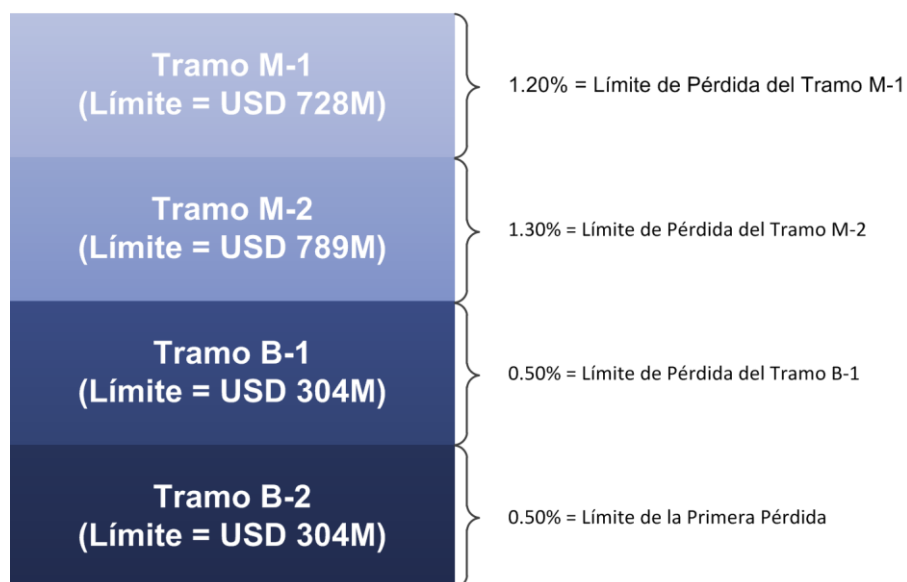 Tramo M-1
(Límite = USD 728M)
1.20% = Límite de Pérdida del Tramo M-1
Tramo M-2
(Límite = USD 789M)
1.30% = Límite de Pérdida del Tramo M-2
Tramo B-1
(Límite = USD 304M)
0.50% = Límite de Pérdida del Tramo B-1
Tramo B-2
(Límite = USD 304M)
0.50% = Límite de la Primera Pérdida